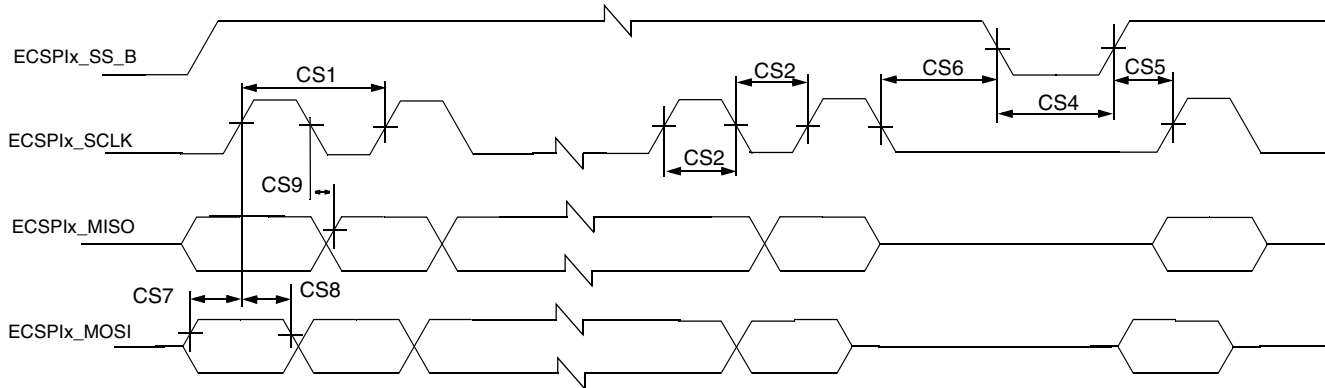 ECSPIx_SS_B
CS1
CS2
CS6
CS5
CS4
ECSPIx_SCLK
CS2
CS9
ECSPIx_MISO
CS7
CS8
ECSPIx_MOSI